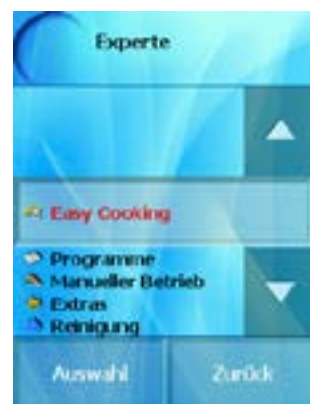 Experte
Easy Cooking
Programme
Manueller Betrieb
Extras
Reinigung
Auswahl
Zurück